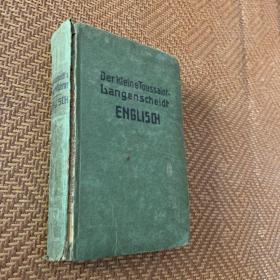 Der kleine Toussaint-
Langenscheidt
ENGLISCH